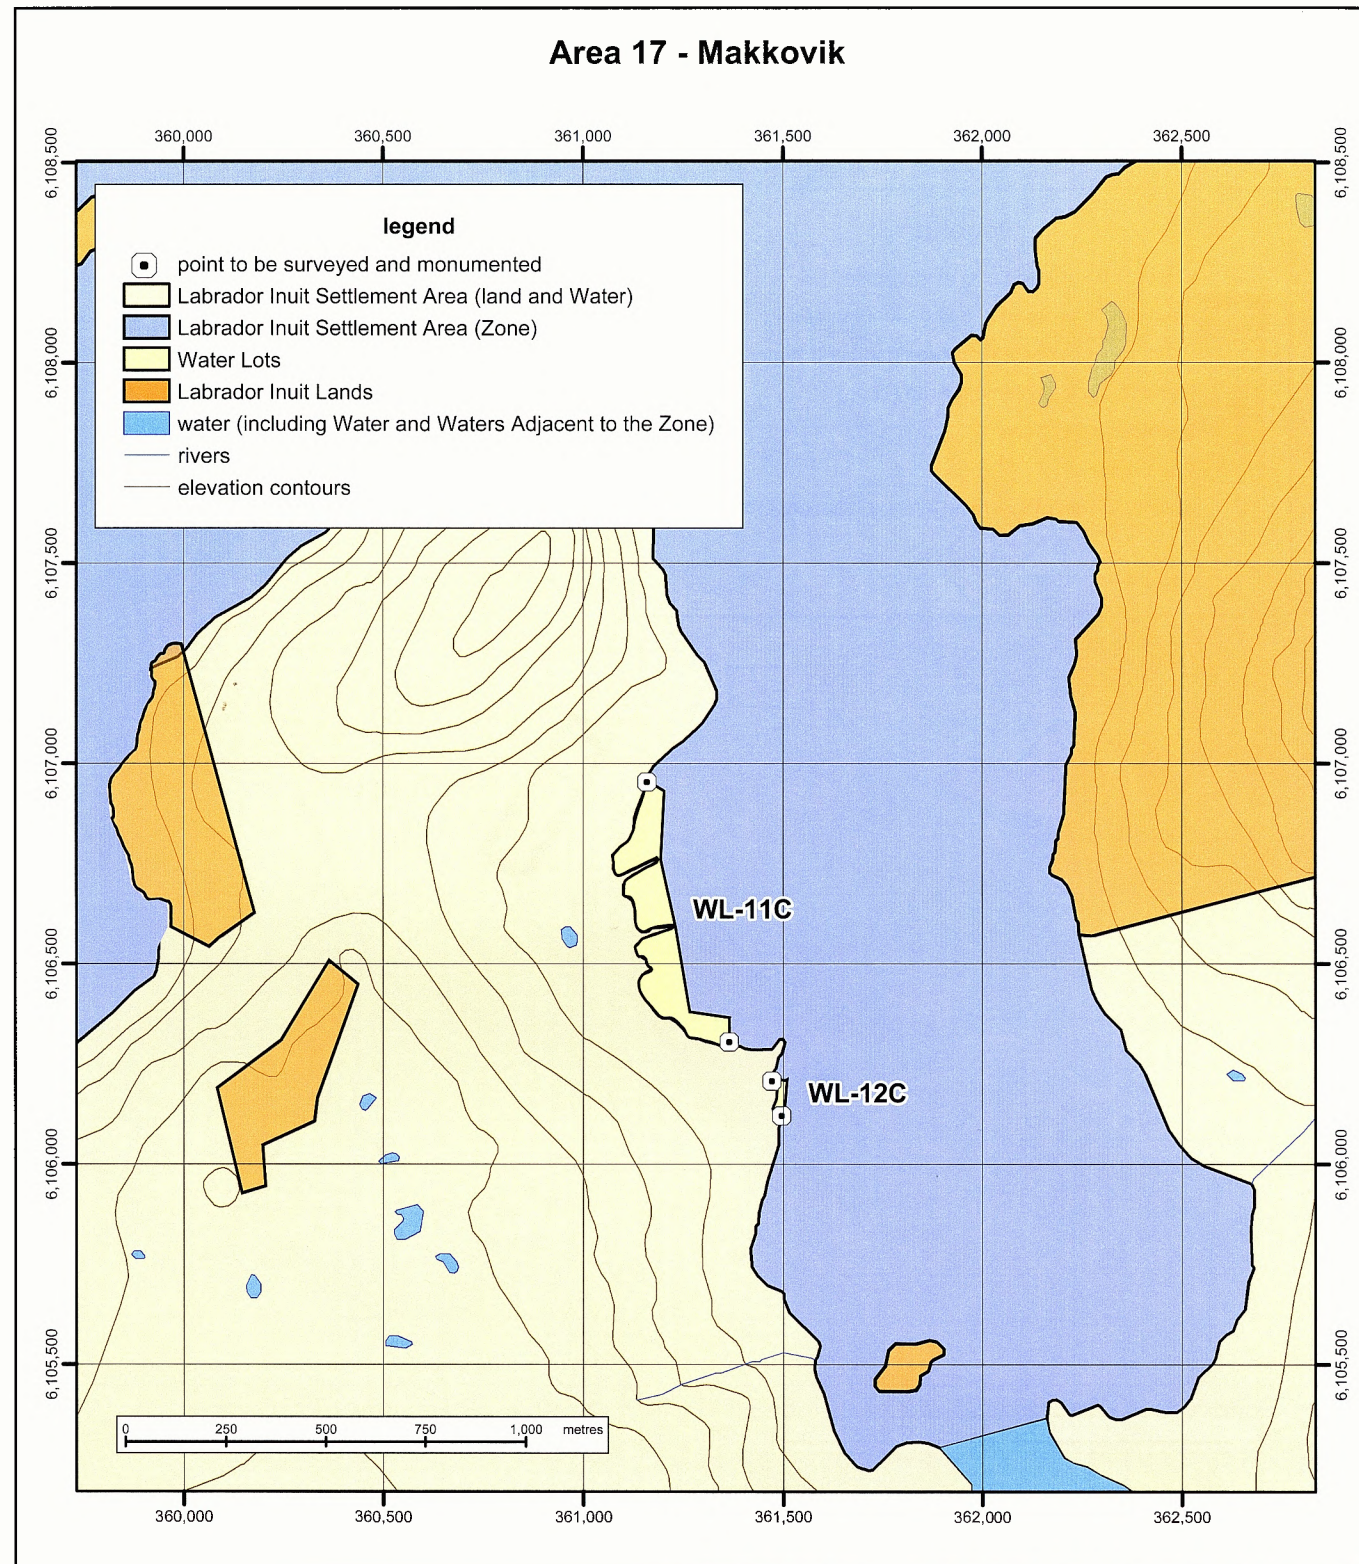 Area 17 - Makkovik
360,000 360,500 361,000 361,500 362,000 362,500
6,108,500 6,108,500
legend
point to be surveyed and monumented
Labrador Inuit Settlement Area (land and Water)
Labrador Inuit Settlement Area (Zone)
Water Lots
Labrador Inuit Lands
water (including Water and Waters Adjacent to the Zone)
rivers
elevation contours
6,108,000 6,108,000
6,107,500 6,107,500
6,107,000 6,107,000
WL-11C
6,106,500 6,106,500
WL-12C
6,106,000 6,106,000
6,105,500 6,105,500
0 250 500 750 1,000 metres
360,000 360,500 361,000 361,500 362,000 362,500